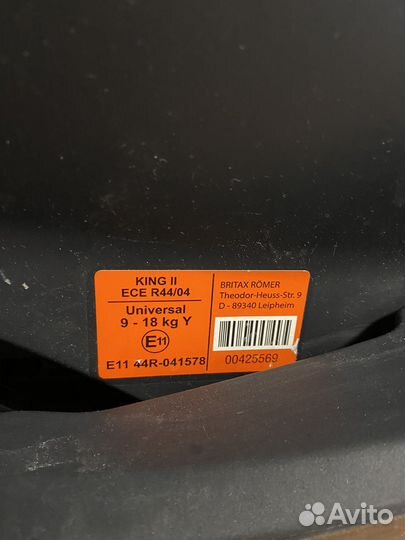 KING II
ECE R44/04
Universal
9 - 18 kg Y
E11
E11 44R-041578
BRITAX RÖMER
Theodor-Heuss-Str. 9
D - 89340 Leipheim
00425569
Avito